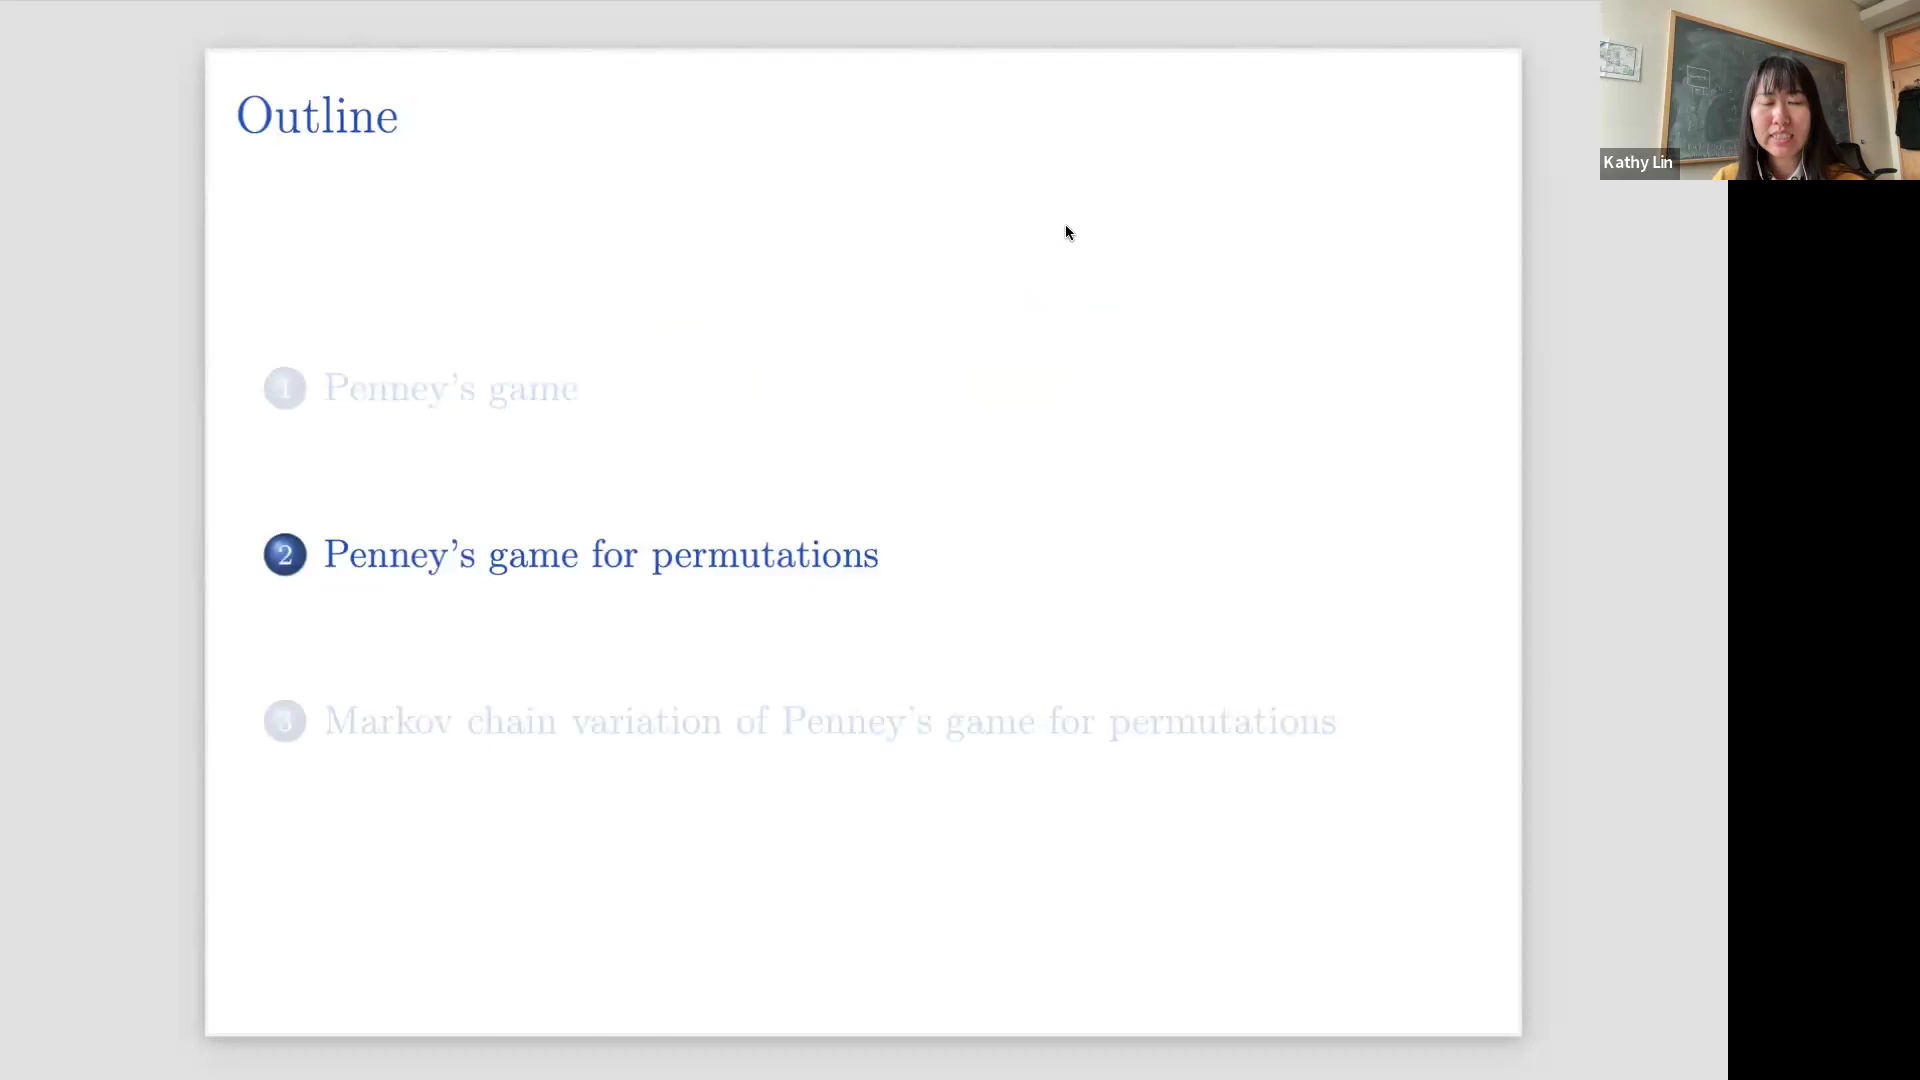 Outline
1 Penney's game
2 Penney's game for permutations
3 Markov chain variation of Penney's game for permutations
Kathy Lin